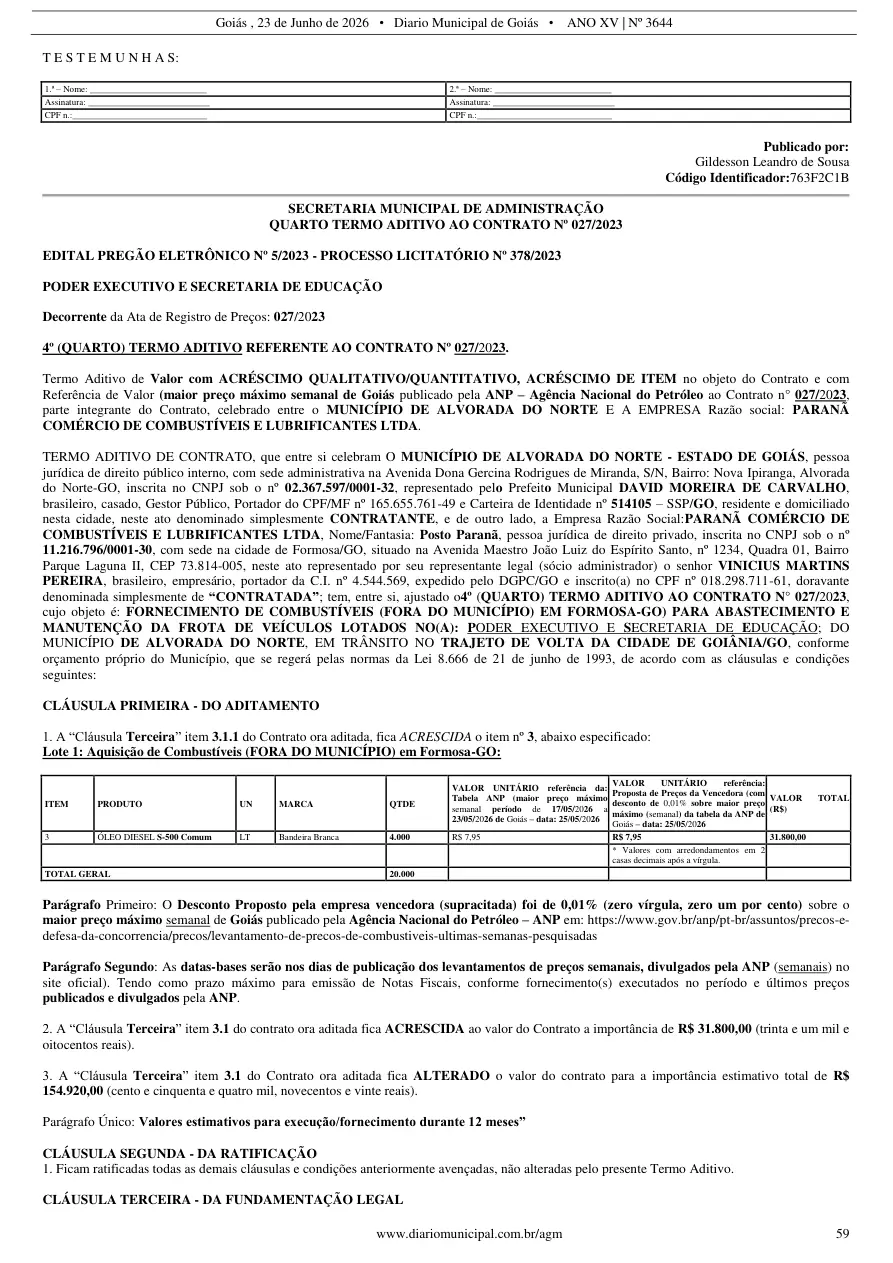 Goiás , 23 de Junho de 2026 • Diario Municipal de Goiás • ANO XV | Nº 3644
T E S T E M U N H A S:
1.ª – Nome: __________________________ 2.ª – Nome: __________________________
Assinatura: ___________________________ Assinatura: ___________________________
CPF n.:______________________________ CPF n.:______________________________
Publicado por:
Gildesson Leandro de Sousa
Código Identificador:763F2C1B
SECRETARIA MUNICIPAL DE ADMINISTRAÇÃO
QUARTO TERMO ADITIVO AO CONTRATO Nº 027/2023
EDITAL PREGÃO ELETRÔNICO Nº 5/2023 - PROCESSO LICITATÓRIO Nº 378/2023
PODER EXECUTIVO E SECRETARIA DE EDUCAÇÃO
Decorrente da Ata de Registro de Preços: 027/2023
4º (QUARTO) TERMO ADITIVO REFERENTE AO CONTRATO Nº 027/2023.
Termo Aditivo de Valor com ACRÉSCIMO QUALITATIVO/QUANTITATIVO, ACRÉSCIMO DE ITEM no objeto do Contrato e com
Referência de Valor (maior preço máximo semanal de Goiás publicado pela ANP – Agência Nacional do Petróleo ao Contrato n° 027/2023,
parte integrante do Contrato, celebrado entre o MUNICÍPIO DE ALVORADA DO NORTE E A EMPRESA Razão social: PARANÃ
COMÉRCIO DE COMBUSTÍVEIS E LUBRIFICANTES LTDA.
TERMO ADITIVO DE CONTRATO, que entre si celebram O MUNICÍPIO DE ALVORADA DO NORTE - ESTADO DE GOIÁS, pessoa
jurídica de direito público interno, com sede administrativa na Avenida Dona Gercina Rodrigues de Miranda, S/N, Bairro: Nova Ipiranga, Alvorada
do Norte-GO, inscrita no CNPJ sob o nº 02.367.597/0001-32, representado pelo Prefeito Municipal DAVID MOREIRA DE CARVALHO,
brasileiro, casado, Gestor Público, Portador do CPF/MF nº 165.655.761-49 e Carteira de Identidade nº 514105 – SSP/GO, residente e domiciliado
nesta cidade, neste ato denominado simplesmente CONTRATANTE, e de outro lado, a Empresa Razão Social:PARANÃ COMÉRCIO DE
COMBUSTÍVEIS E LUBRIFICANTES LTDA, Nome/Fantasia: Posto Paranã, pessoa jurídica de direito privado, inscrita no CNPJ sob o nº
11.216.796/0001-30, com sede na cidade de Formosa/GO, situado na Avenida Maestro João Luiz do Espírito Santo, nº 1234, Quadra 01, Bairro
Parque Laguna II, CEP 73.814-005, neste ato representado por seu representante legal (sócio administrador) o senhor VINICIUS MARTINS
PEREIRA, brasileiro, empresário, portador da C.I. nº 4.544.569, expedido pelo DGPC/GO e inscrito(a) no CPF nº 018.298.711-61, doravante
denominada simplesmente de “CONTRATADA”; tem, entre si, ajustado o4º (QUARTO) TERMO ADITIVO AO CONTRATO N° 027/2023,
cujo objeto é: FORNECIMENTO DE COMBUSTÍVEIS (FORA DO MUNICÍPIO) EM FORMOSA-GO) PARA ABASTECIMENTO E
MANUTENÇÃO DA FROTA DE VEÍCULOS LOTADOS NO(A): PODER EXECUTIVO E SECRETARIA DE EDUCAÇÃO; DO
MUNICÍPIO DE ALVORADA DO NORTE, EM TRÂNSITO NO TRAJETO DE VOLTA DA CIDADE DE GOIÂNIA/GO, conforme
orçamento próprio do Município, que se regerá pelas normas da Lei 8.666 de 21 de junho de 1993, de acordo com as cláusulas e condições
seguintes:
CLÁUSULA PRIMEIRA - DO ADITAMENTO
1. A “Cláusula Terceira” item 3.1.1 do Contrato ora aditada, fica ACRESCIDA o item nº 3, abaixo especificado:
Lote 1: Aquisição de Combustíveis (FORA DO MUNICÍPIO) em Formosa-GO:
ITEM PRODUTO UN MARCA QTDE VALOR UNITÁRIO referência da: Tabela ANP (maior preço máximo semanal período de 17/05/2026 a 23/05/2026 de Goiás – data: 25/05/2026 VALOR UNITÁRIO referência: Proposta de Preços da Vencedora (com desconto de 0,01% sobre maior preço máximo (semanal) da tabela da ANP de Goiás – data: 25/05/2026 VALOR TOTAL (R$)
3 ÓLEO DIESEL S-500 Comum LT Bandeira Branca 4.000 R$ 7,95 R$ 7,95 31.800,00
* Valores com arredondamentos em 2 casas decimais após a vírgula.
TOTAL GERAL 20.000
Parágrafo Primeiro: O Desconto Proposto pela empresa vencedora (supracitada) foi de 0,01% (zero vírgula, zero um por cento) sobre o
maior preço máximo semanal de Goiás publicado pela Agência Nacional do Petróleo – ANP em: https://www.gov.br/anp/pt-br/assuntos/precos-e-
defesa-da-concorrencia/precos/levantamento-de-precos-de-combustiveis-ultimas-semanas-pesquisadas
Parágrafo Segundo: As datas-bases serão nos dias de publicação dos levantamentos de preços semanais, divulgados pela ANP (semanais) no
site oficial). Tendo como prazo máximo para emissão de Notas Fiscais, conforme fornecimento(s) executados no período e últimos preços
publicados e divulgados pela ANP.
2. A “Cláusula Terceira” item 3.1 do contrato ora aditada fica ACRESCIDA ao valor do Contrato a importância de R$ 31.800,00 (trinta e um mil e
oitocentos reais).
3. A “Cláusula Terceira” item 3.1 do Contrato ora aditada fica ALTERADO o valor do contrato para a importância estimativo total de R$
154.920,00 (cento e cinquenta e quatro mil, novecentos e vinte reais).
Parágrafo Único: Valores estimativos para execução/fornecimento durante 12 meses”
CLÁUSULA SEGUNDA - DA RATIFICAÇÃO
1. Ficam ratificadas todas as demais cláusulas e condições anteriormente avençadas, não alteradas pelo presente Termo Aditivo.
CLÁUSULA TERCEIRA - DA FUNDAMENTAÇÃO LEGAL
www.diariomunicipal.com.br/agm 59